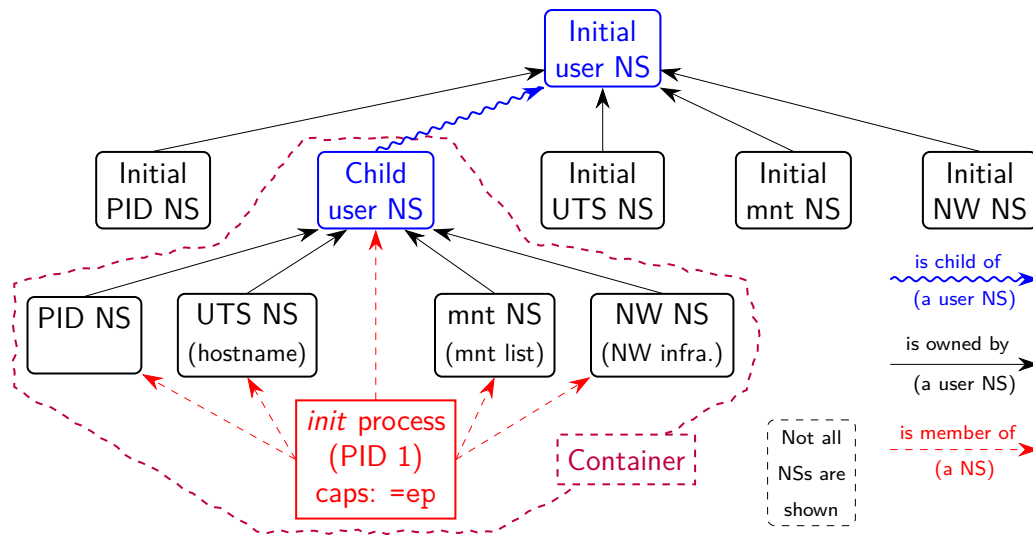 Initial
user NS
Initial
PID NS
Child
user NS
Initial
UTS NS
Initial
mnt NS
Initial
NW NS
is child of
(a user NS)
PID NS
UTS NS
(hostname)
mnt NS
(mnt list)
NW NS
(NW infra.)
is owned by
(a user NS)
init process
(PID 1)
caps: =ep
Container
Not all
NSs are
shown
is member of
(a NS)